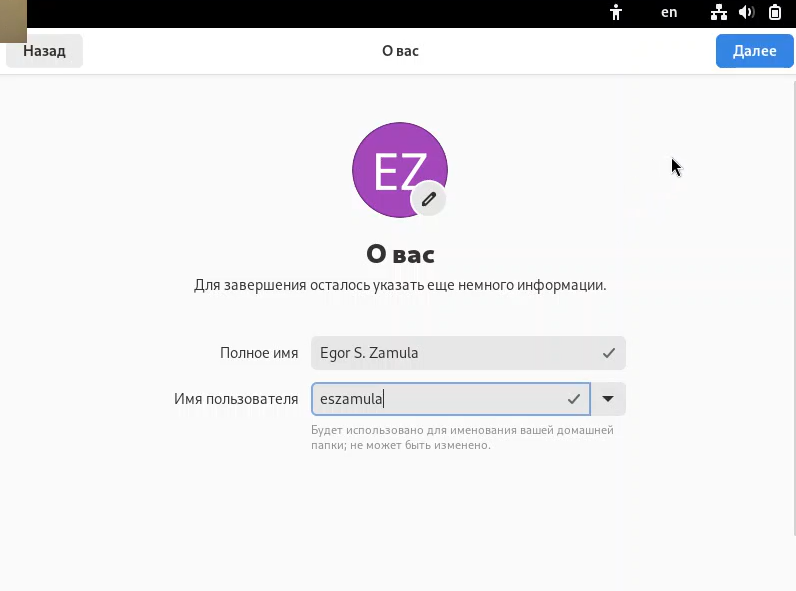 en
Назад
О вас
Далее
EZ
О вас
Для завершения осталось указать еще немного информации.
Полное имя
Egor S. Zamula
Имя пользователя
eszamula
Будет использовано для именования вашей домашней
папки; не может быть изменено.